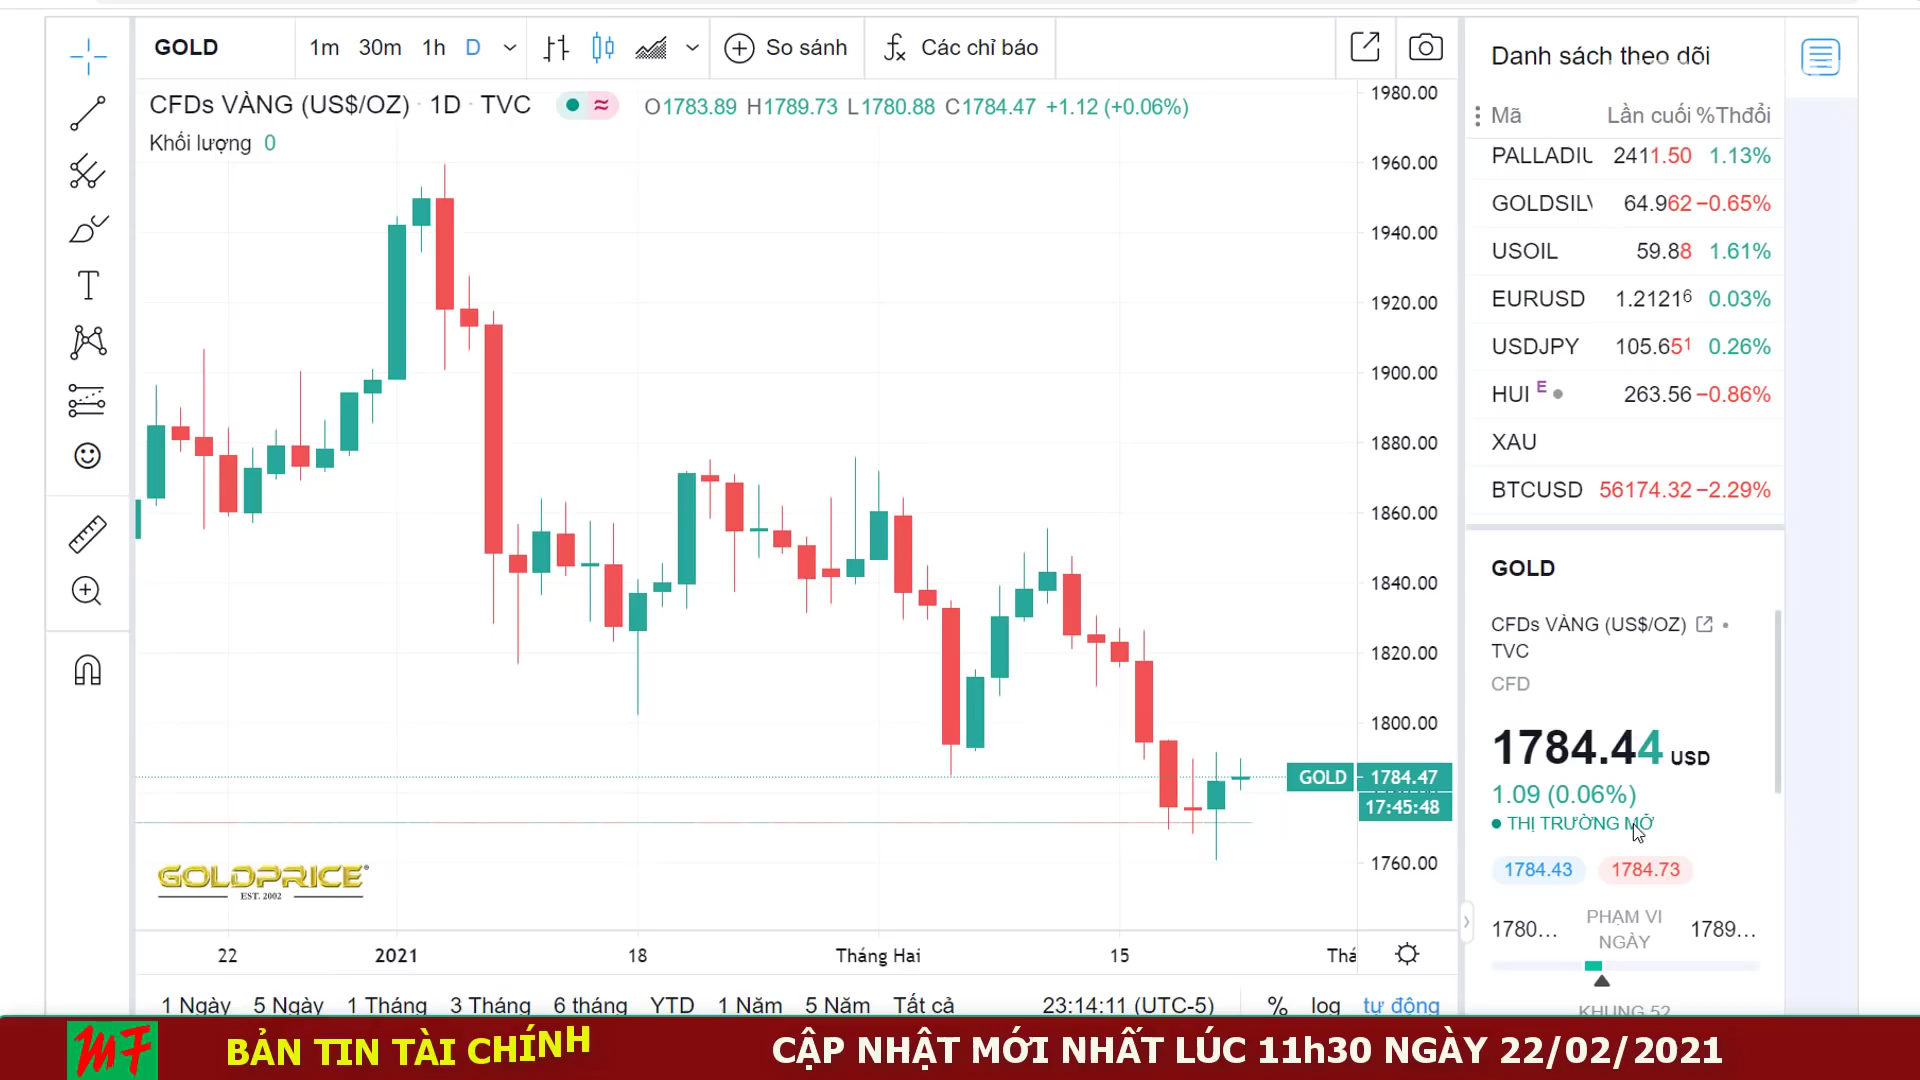 GOLD
1m 30m 1h D
So sánh
Các chỉ báo
CFDs VÀNG (US$/OZ) · 1D · TVC
O1783.89 H1789.73 L1780.88 C1784.47 +1.12 (+0.06%)
Khối lượng 0
1980.00
1960.00
1940.00
1920.00
1900.00
1880.00
1860.00
1840.00
1820.00
1800.00
GOLD 1784.47
17:45:48
1760.00
GOLDPRICE
EST. 2002
22 2021 18 Tháng Hai 15 Thá
1 Ngày 5 Ngày 1 Tháng 3 Tháng 6 tháng YTD 1 Năm 5 Năm Tất cả
23:14:11 (UTC-5) % log tự động
Danh sách theo dõi
Mã Lần cuối %Thđổi
PALLADIU 2411.50 1.13%
GOLDSILV 64.962 −0.65%
USOIL 59.88 1.61%
EURUSD 1.21216 0.03%
USDJPY 105.651 0.26%
HUI E 263.56 −0.86%
XAU
BTCUSD 56174.32 −2.29%
GOLD
CFDs VÀNG (US$/OZ)
TVC
CFD
1784.44 USD
1.09 (0.06%)
THỊ TRƯỜNG MỞ
1784.43 1784.73
1780... PHẠM VI NGÀY 1789...
KHUNG 52
MF
BẢN TIN TÀI CHÍNH
CẬP NHẬT MỚI NHẤT LÚC 11h30 NGÀY 22/02/2021